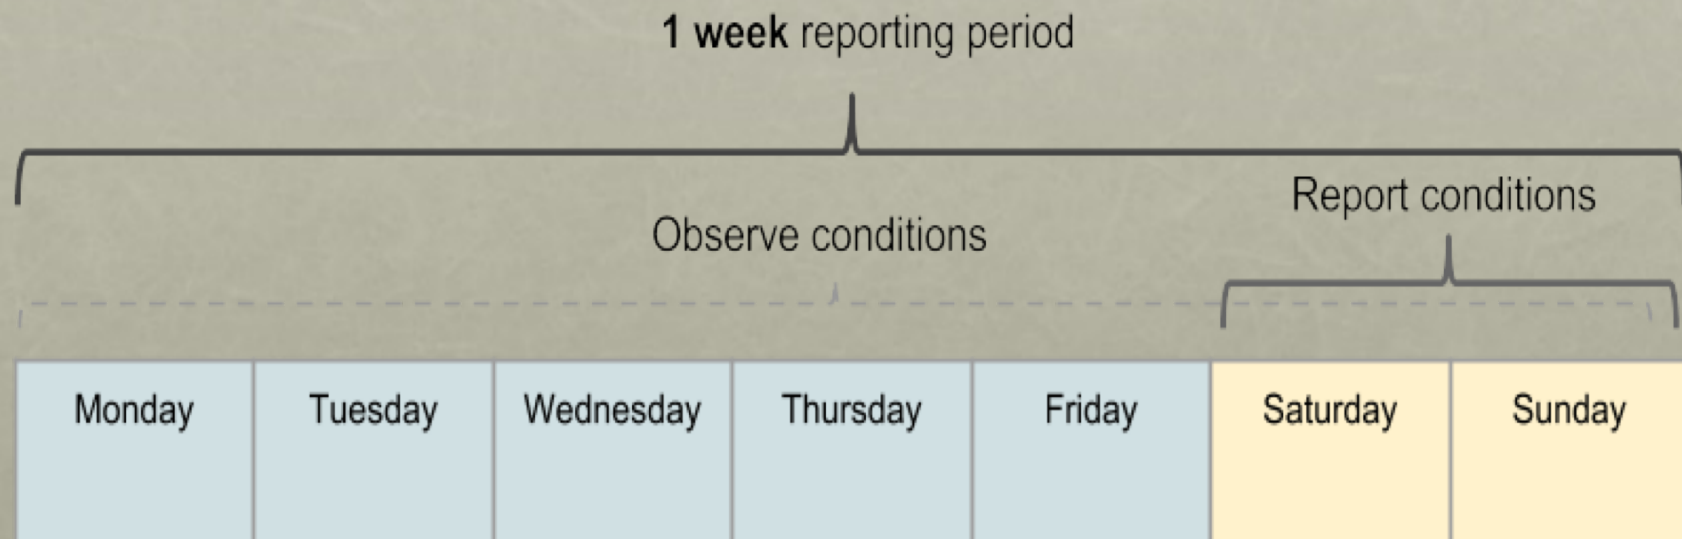 1 week reporting period
Report conditions
Observe conditions
Monday Tuesday Wednesday Thursday Friday Saturday Sunday